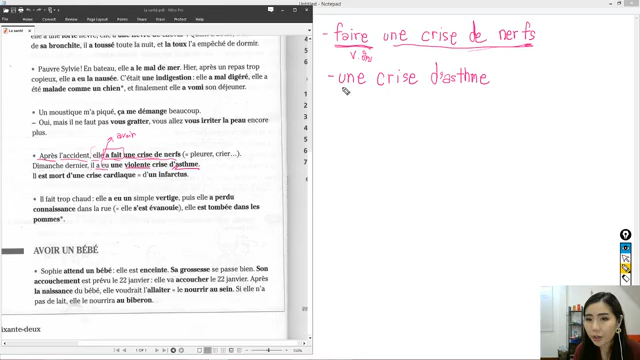 Untitled - Notepad
La santé.pdf
de sa bronchite, il a toussé toute la nuit, et la toux l'a empêché de dormir.
• Pauvre Sylvie! En bateau, elle a le mal de mer. Hier, après un repas trop
copieux, elle a eu la nausée. C'était une indigestion : elle a mal digéré, elle a
été malade comme un chien*, et finalement elle a vomi son déjeuner.
• Un moustique m'a piqué, ça me démange beaucoup.
– Oui, mais il ne faut pas vous gratter, vous allez vous irriter la peau encore
plus.
avoir
• Après l'accident, elle a fait une crise de nerfs (= pleurer, crier…).
Dimanche dernier, il a eu une violente crise d'asthme.
Il est mort d'une crise cardiaque = d'un infarctus.
• Il fait trop chaud : elle a eu un simple vertige, puis elle a perdu
connaissance dans la rue (= elle s'est évanouie), elle est tombée dans les
pommes*.
AVOIR UN BÉBÉ
• Sophie attend un bébé : elle est enceinte. Sa grossesse se passe bien. Son
accouchement est prévu le 22 janvier : elle va accoucher le 22 janvier. Après
la naissance du bébé, elle voudrait l'allaiter = le nourrir au sein. Si elle n'a
pas de lait, elle le nourrira au biberon.
ixante-deux
- faire une crise de nerfs
- une crise d'asthme